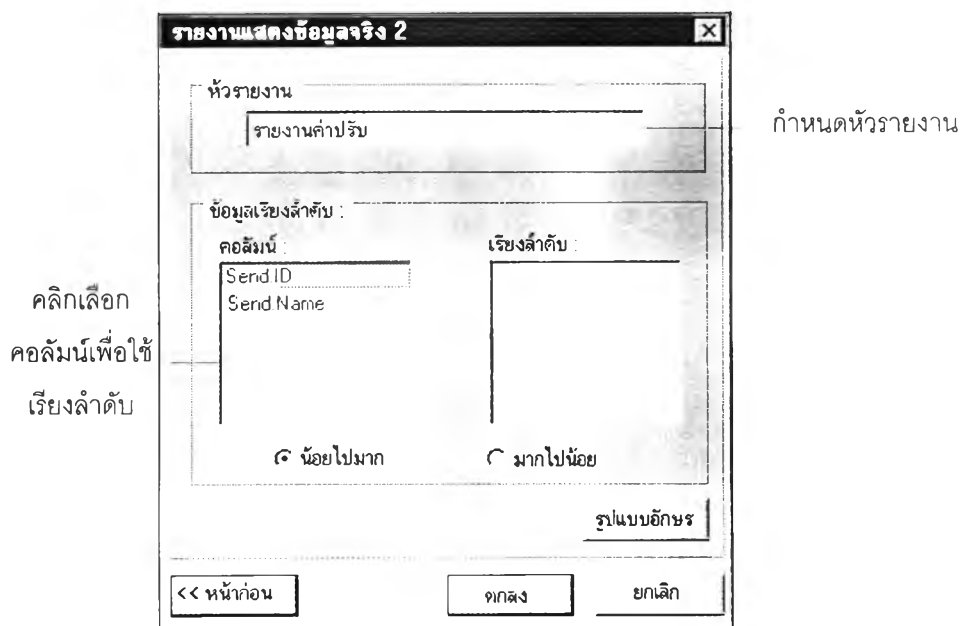 รายงานแสดงข้อมูลจริง 2
หัวรายงาน
รายงานค่าปรับ
กำหนดหัวรายงาน
ข้อมูลเรียงลำดับ :
คอลัมน์ :
เรียงลำดับ :
Send.ID
Send.Name
คลิกเลือก
คอลัมน์เพื่อใช้
เรียงลำดับ
น้อยไปมาก
มากไปน้อย
รูปแบบอักษร
<< หน้าก่อน
ตกลง
ยกเลิก